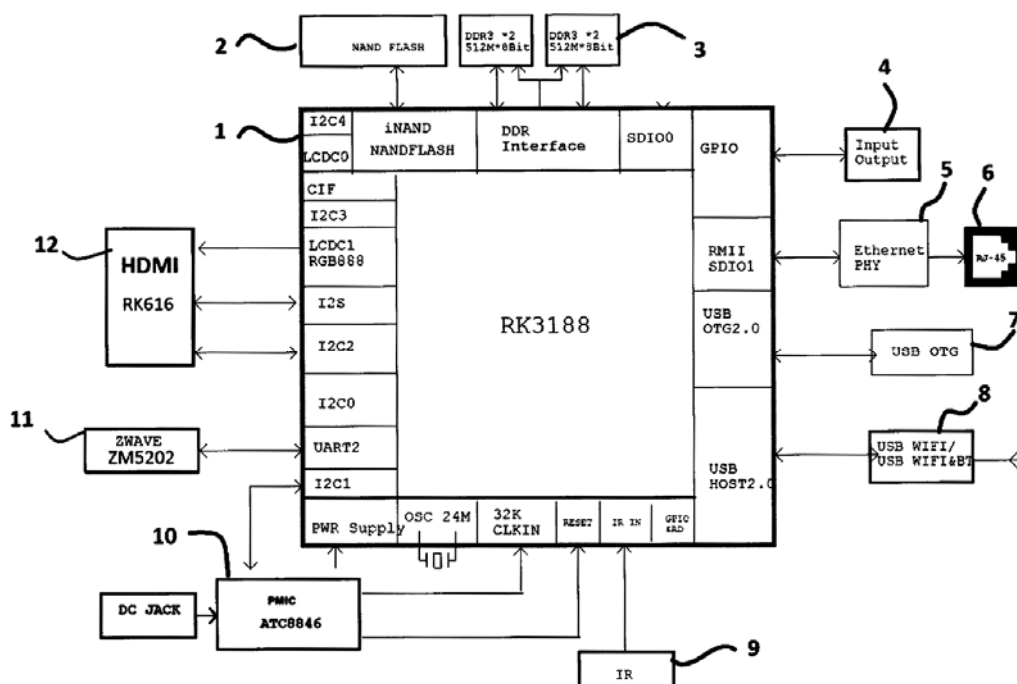 2
NAND FLASH
DDR3 *2
512M*8Bit
DDR3 *2
512M*8Bit
3
1
I2C4
LCDC0
iNAND
NANDFLASH
DDR
Interface
SDIO0
GPIO
4
Input
Output
CIF
I2C3
LCDC1
RGB888
I2S
I2C2
I2C0
UART2
I2C1
RK3188
RMII
SDIO1
USB
OTG2.0
USB
HOST2.0
5
Ethernet
PHY
6
RJ-45
7
USB OTG
8
USB WIFI/
USB WIFI&BT
12
HDMI
RK616
11
ZWAVE
ZM5202
PWR Supply
OSC 24M
32K
CLKIN
RESET
IR IN
GPIO
10
DC JACK
PMIC
ATC8846
9
IR